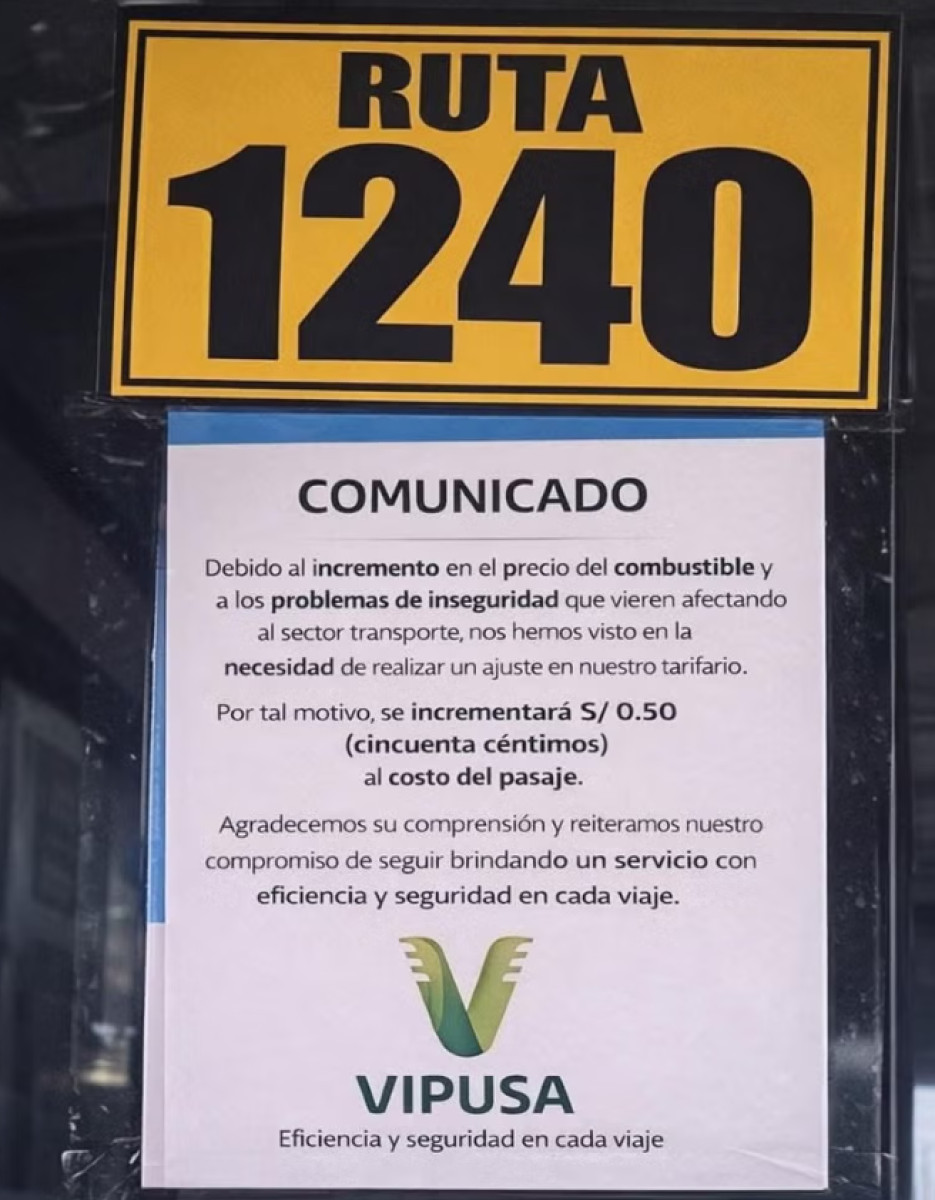 RUTA
1240
COMUNICADO
Debido al incremento en el precio del combustible y
a los problemas de inseguridad que vieren afectando
al sector transporte, nos hemos visto en la
necesidad de realizar un ajuste en nuestro tarifario.
Por tal motivo, se incrementará S/ 0.50
(cincuenta céntimos)
al costo del pasaje.
Agradecemos su comprensión y reiteramos nuestro
compromiso de seguir brindando un servicio con
eficiencia y seguridad en cada viaje.
VIPUSA
Eficiencia y seguridad en cada viaje